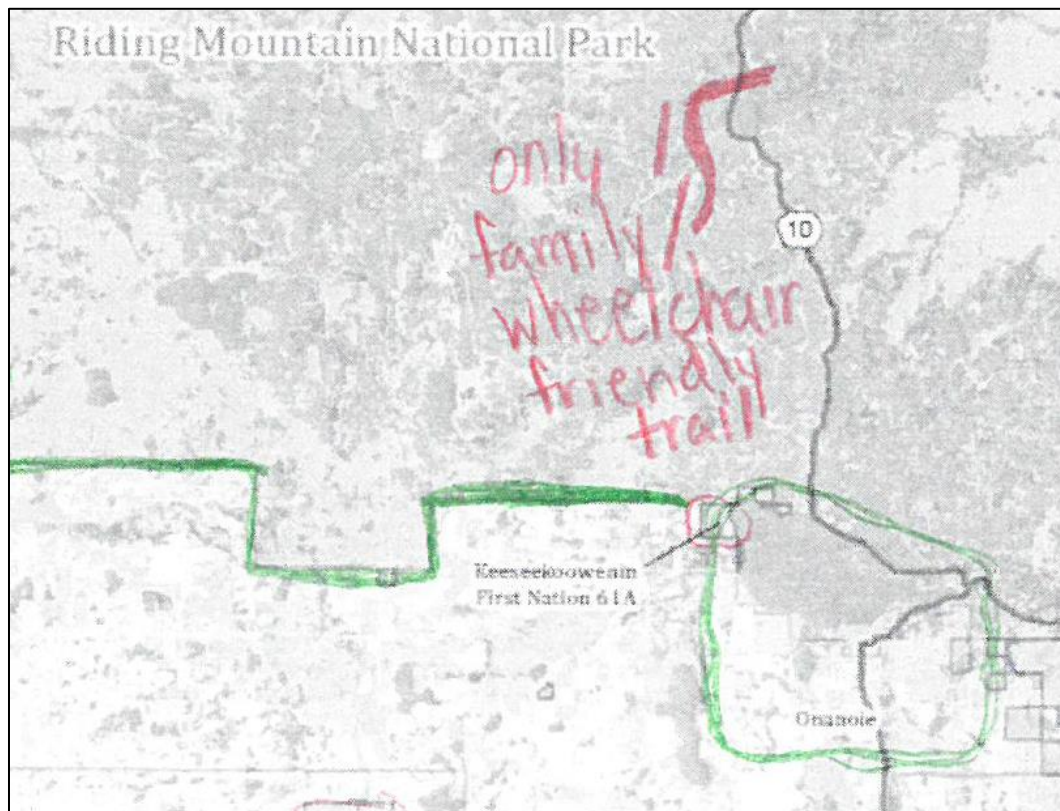 Riding Mountain National Park
only
family
wheelchair
friendly
trail
10
Keeseekoowenin
First Nation 61A
Onanole